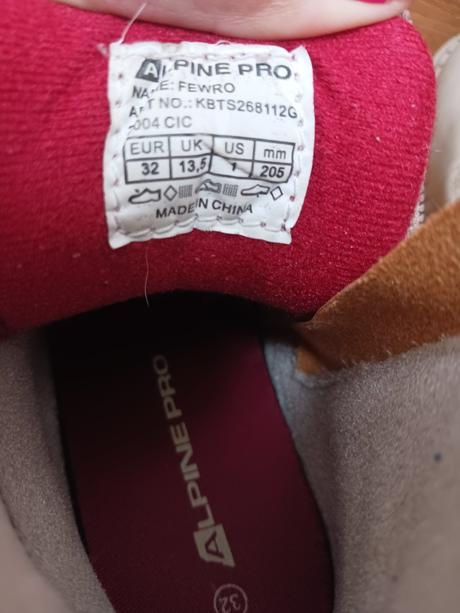 ALPINE PRO
NAME: FEWRO
ART NO.: KBTS268112G
-004 CIC
EUR UK US mm
32 13,5 1 205
MADE IN CHINA
ALPINE PRO
32